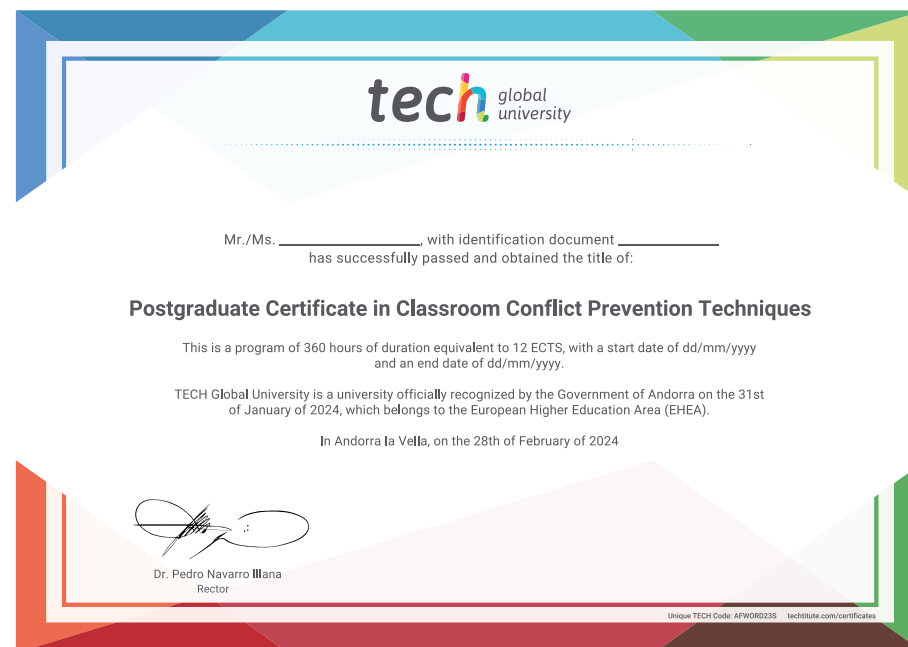 tech global university
Mr./Ms. ____________, with identification document ____________
has successfully passed and obtained the title of:
Postgraduate Certificate in Classroom Conflict Prevention Techniques
This is a program of 360 hours of duration equivalent to 12 ECTS, with a start date of dd/mm/yyyy
and an end date of dd/mm/yyyy.
TECH Global University is a university officially recognized by the Government of Andorra on the 31st
of January of 2024, which belongs to the European Higher Education Area (EHEA).
In Andorra la Vella, on the 28th of February of 2024
Dr. Pedro Navarro Illana
Rector
Unique TECH Code: AFWORD23S techtitute.com/certificates